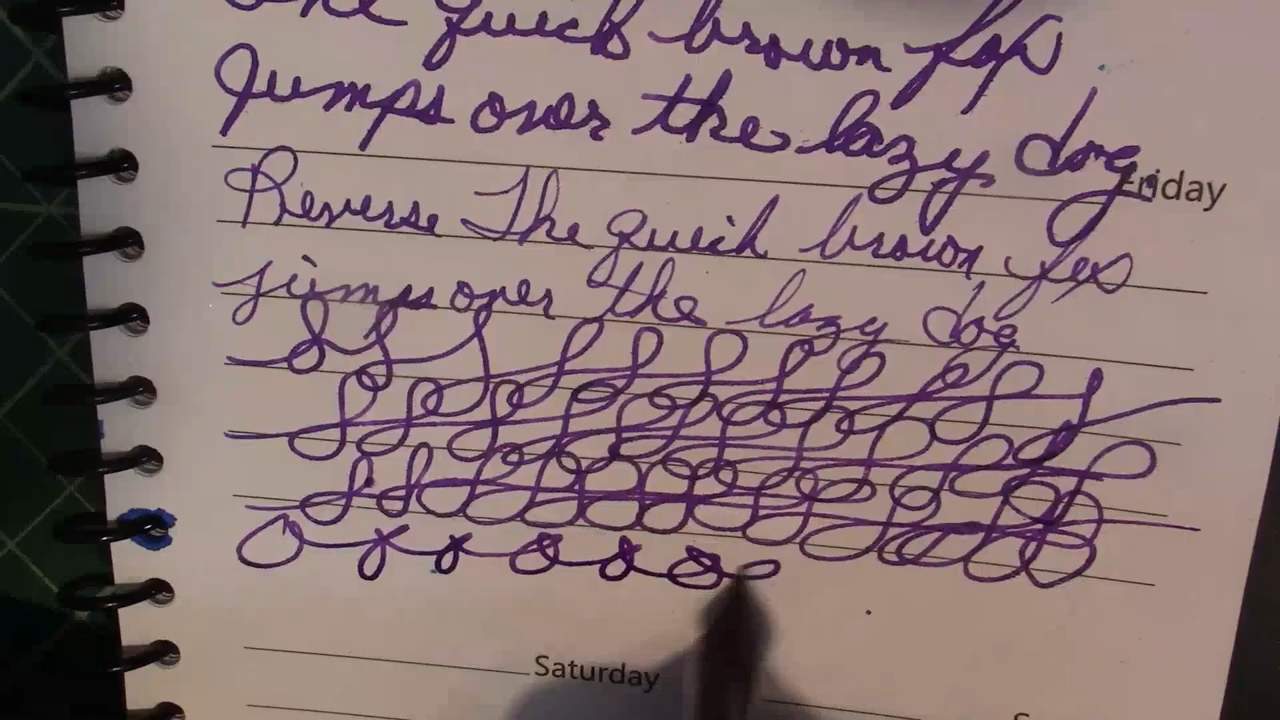 The quick brown fox
Jumps over the lazy dog.
Friday
Reverse The quick brown fox
jumps over the lazy dog
Saturday